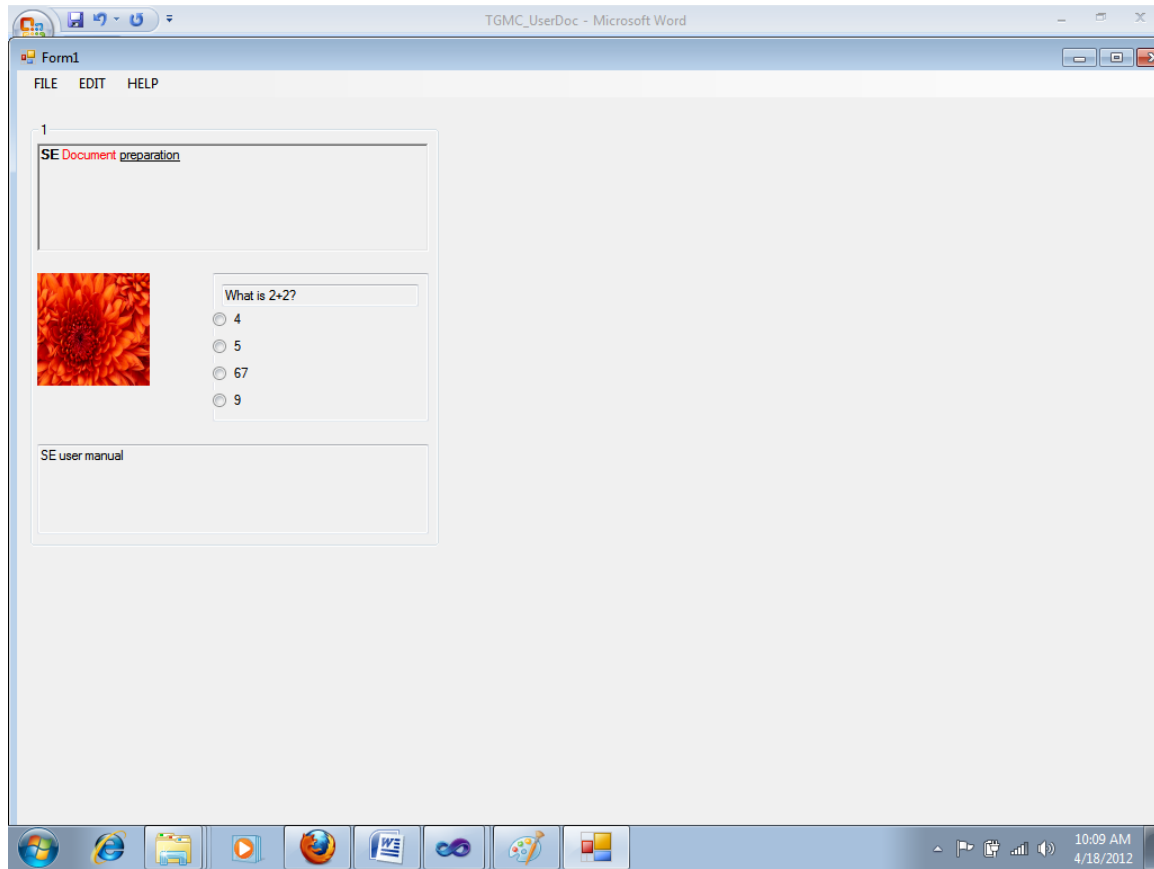 TGMC_UserDoc - Microsoft Word
Form1
FILE EDIT HELP
1
SE Document preparation
What is 2+2?
4
5
67
9
SE user manual
10:09 AM
4/18/2012